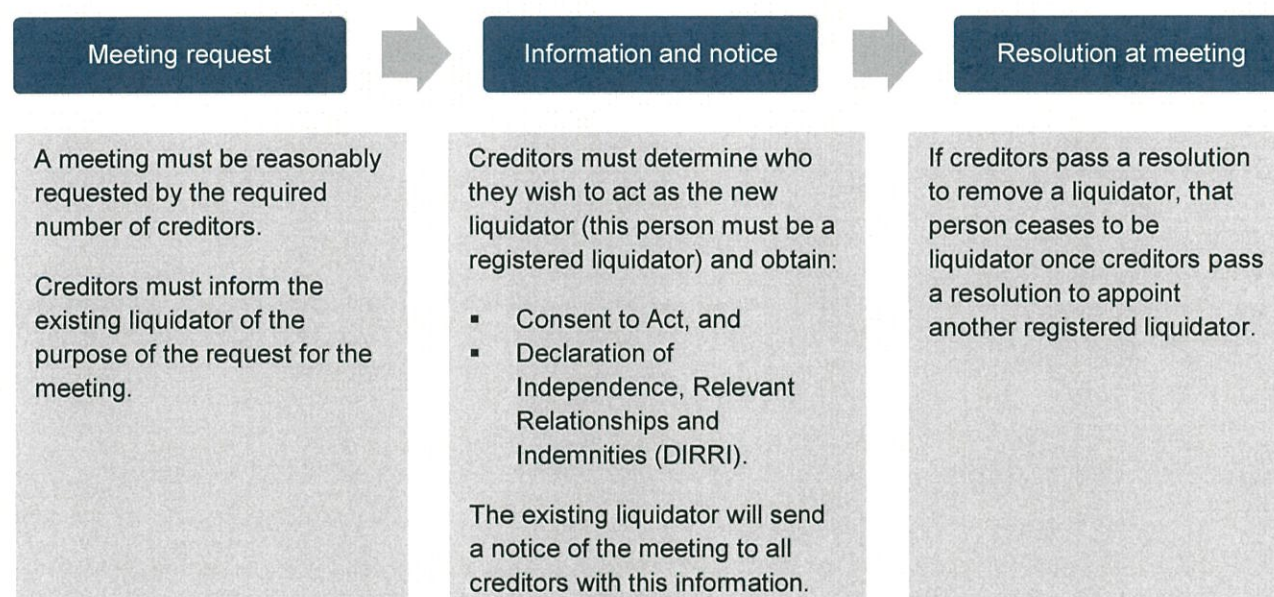 Meeting request
Information and notice
Resolution at meeting
A meeting must be reasonably
requested by the required
number of creditors.
Creditors must inform the
existing liquidator of the
purpose of the request for the
meeting.
Creditors must determine who
they wish to act as the new
liquidator (this person must be a
registered liquidator) and obtain:
▪ Consent to Act, and
▪ Declaration of
Independence, Relevant
Relationships and
Indemnities (DIRRI).
The existing liquidator will send
a notice of the meeting to all
creditors with this information.
If creditors pass a resolution
to remove a liquidator, that
person ceases to be
liquidator once creditors pass
a resolution to appoint
another registered liquidator.